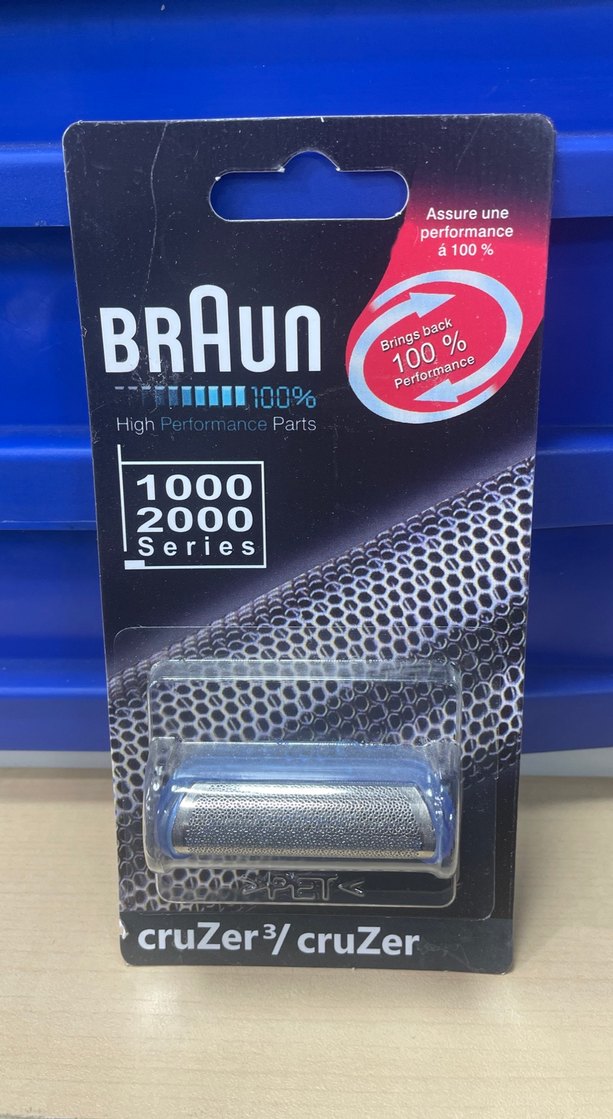 Assure une
performance
á 100 %
Brings back
100 %
Performance
BRAUN
100%
High Performance Parts
1000
2000
Series
>PET<
cruZer³/ cruZer